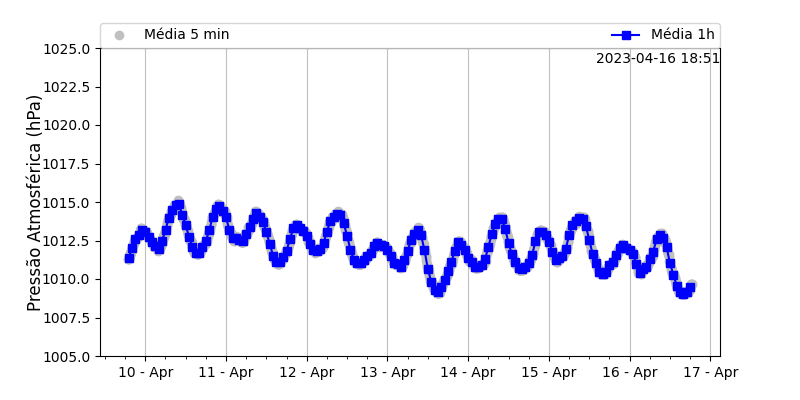 Média 5 min
Média 1h
2023-04-16 18:51
Pressão Atmosférica (hPa)
1025.0
1022.5
1020.0
1017.5
1015.0
1012.5
1010.0
1007.5
1005.0
10 - Apr
11 - Apr
12 - Apr
13 - Apr
14 - Apr
15 - Apr
16 - Apr
17 - Apr